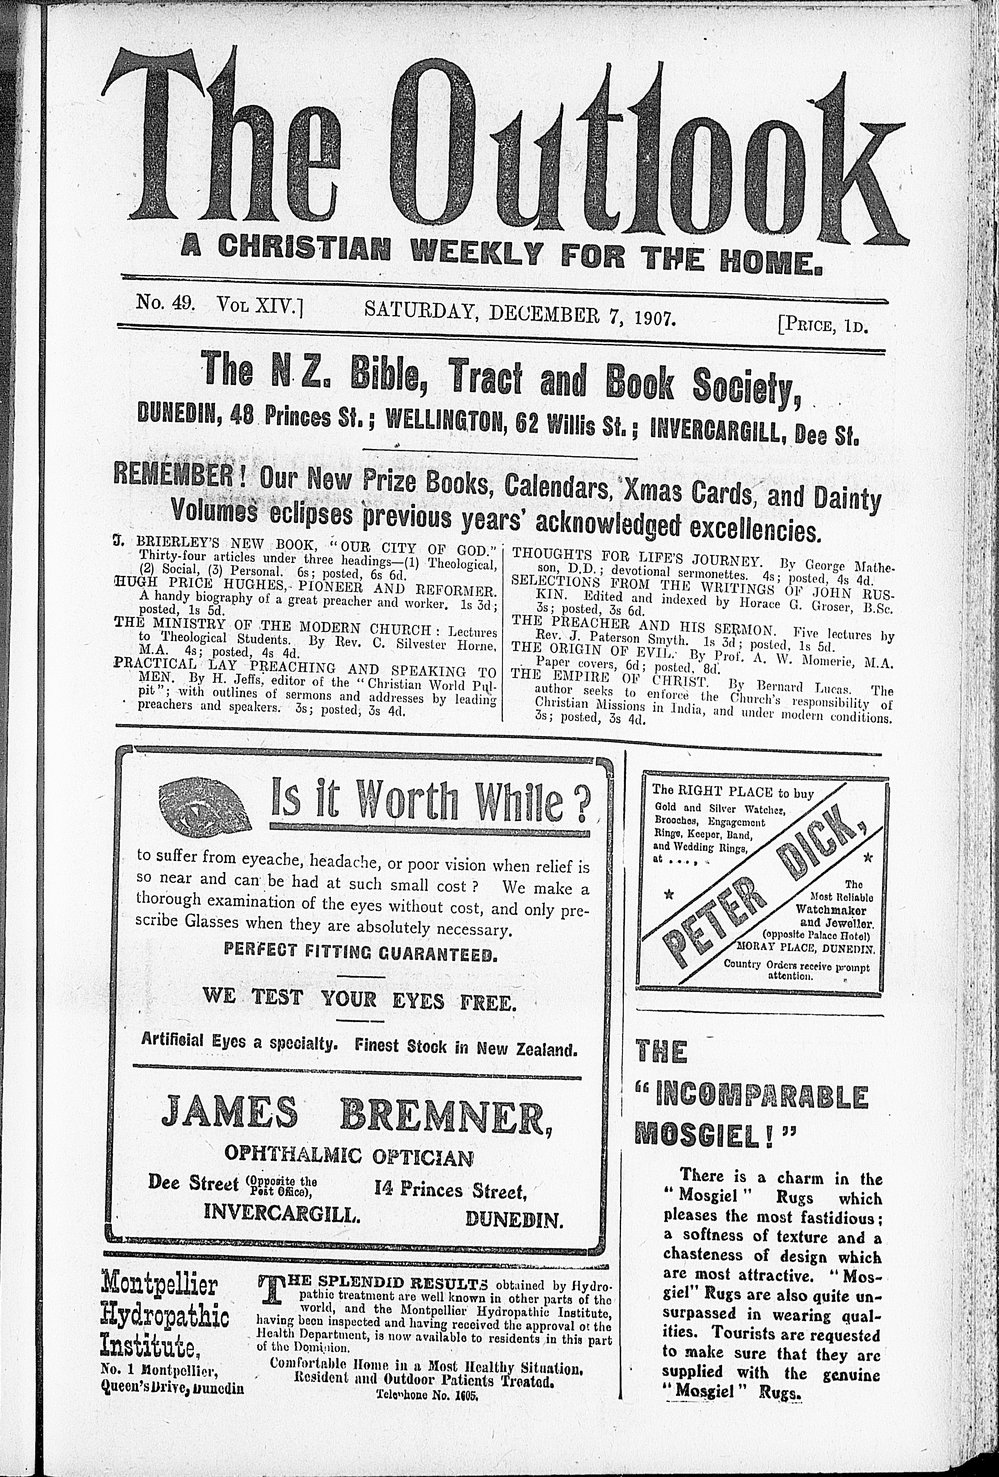 The Outlook
A CHRISTIAN WEEKLY FOR THE HOME.
No. 49. VOL XIV.] SATURDAY, DECEMBER 7, 1907. [PRICE, 1D.
The N.Z. Bible, Tract and Book Society,
DUNEDIN, 48 Princes St.; WELLINGTON, 62 Willis St.; INVERCARGILL, Dee St.
REMEMBER! Our New Prize Books, Calendars, Xmas Cards, and Dainty
Volumes eclipses previous years' acknowledged excellencies.
J. BRIERLEY'S NEW BOOK, "OUR CITY OF GOD."
Thirty-four articles under three headings—(1) Theological,
(2) Social, (3) Personal. 6s; posted, 6s 6d.
HUGH PRICE HUGHES, PIONEER AND REFORMER.
A handy biography of a great preacher and worker. 1s 3d;
posted, 1s 5d.
THE MINISTRY OF THE MODERN CHURCH: Lectures
to Theological Students. By Rev. C. Silvester Horne,
M.A. 4s; posted, 4s 4d.
PRACTICAL LAY PREACHING AND SPEAKING TO
MEN. By H. Jeffs, editor of the "Christian World Pul-
pit"; with outlines of sermons and addresses by leading
preachers and speakers. 3s; posted, 3s 4d.
THOUGHTS FOR LIFE'S JOURNEY. By George Mathe-
son, D.D.; devotional sermonettes. 4s; posted, 4s 4d.
SELECTIONS FROM THE WRITINGS OF JOHN RUS-
KIN. Edited and indexed by Horace G. Groser, B.Sc.
3s; posted, 3s 6d.
THE PREACHER AND HIS SERMON. Five lectures by
Rev. J. Paterson Smyth. 1s 3d; posted, 1s 5d.
THE ORIGIN OF EVIL. By Prof. A. W. Momerie, M.A.
Paper covers, 6d; posted, 8d.
THE EMPIRE OF CHRIST. By Bernard Lucas. The
author seeks to enforce the Church's responsibility of
Christian Missions in India, and under modern conditions.
3s; posted, 3s 4d.
Is it Worth While?
to suffer from eyeache, headache, or poor vision when relief is
so near and can be had at such small cost? We make a
thorough examination of the eyes without cost, and only pre-
scribe Glasses when they are absolutely necessary.
PERFECT FITTING GUARANTEED.
WE TEST YOUR EYES FREE.
Artificial Eyes a specialty. Finest Stock in New Zealand.
JAMES BREMNER,
OPHTHALMIC OPTICIAN
Dee Street (Opposite the Post Office), 14 Princes Street,
INVERCARGILL. DUNEDIN.
Montpellier
Hydropathic
Institute,
No. 1 Montpellier,
Queen's Drive, Dunedin
THE SPLENDID RESULTS obtained by Hydro-
pathic treatment are well known in other parts of the
world, and the Montpellier Hydropathic Institute,
having been inspected and having received the approval of the
Health Department, is now available to residents in this part
of the Dominion.
Comfortable Home in a Most Healthy Situation.
Resident and Outdoor Patients Treated.
Telephone No. 1605.
The RIGHT PLACE to buy
Gold and Silver Watches,
Brooches, Engagement
Rings, Keeper, Band,
and Wedding Rings,
at . . . , .
PETER DICK,
The
Most Reliable
Watchmaker
and Jeweller.
(opposite Palace Hotel)
MORAY PLACE, DUNEDIN.
Country Orders receive prompt
attention.
THE
"INCOMPARABLE
MOSGIEL!"
There is a charm in the
"Mosgiel" Rugs which
pleases the most fastidious;
a softness of texture and a
chasteness of design which
are most attractive. "Mos-
giel" Rugs are also quite un-
surpassed in wearing qual-
ities. Tourists are requested
to make sure that they are
supplied with the genuine
"Mosgiel" Rugs.